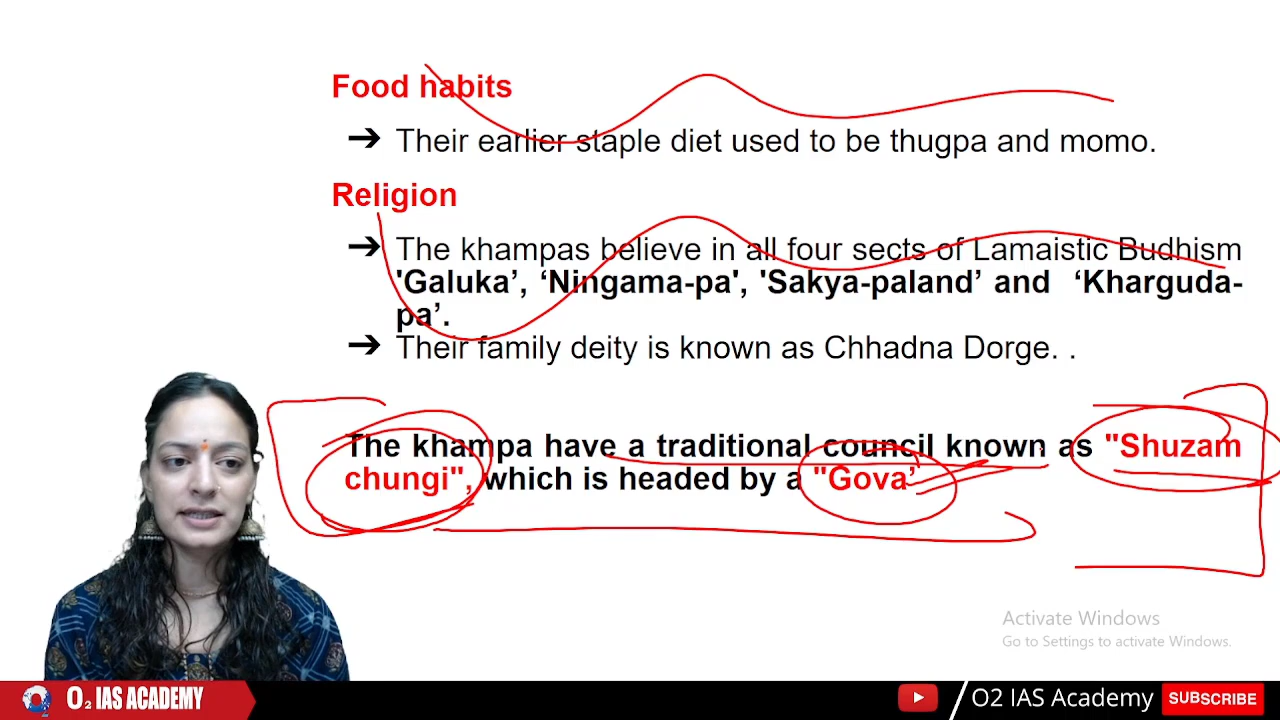 Food habits
➔ Their earlier staple diet used to be thugpa and momo.
Religion
➔ The khampas believe in all four sects of Lamaistic Budhism
'Galuka’, ‘Ningama-pa', 'Sakya-paland’ and ‘Kharguda-
pa’.
➔ Their family deity is known as Chhadna Dorge. .
The khampa have a traditional council known as "Shuzam
chungi", which is headed by a "Gova’
Activate Windows
Go to Settings to activate Windows.
O2 IAS ACADEMY
O2 IAS Academy SUBSCRIBE